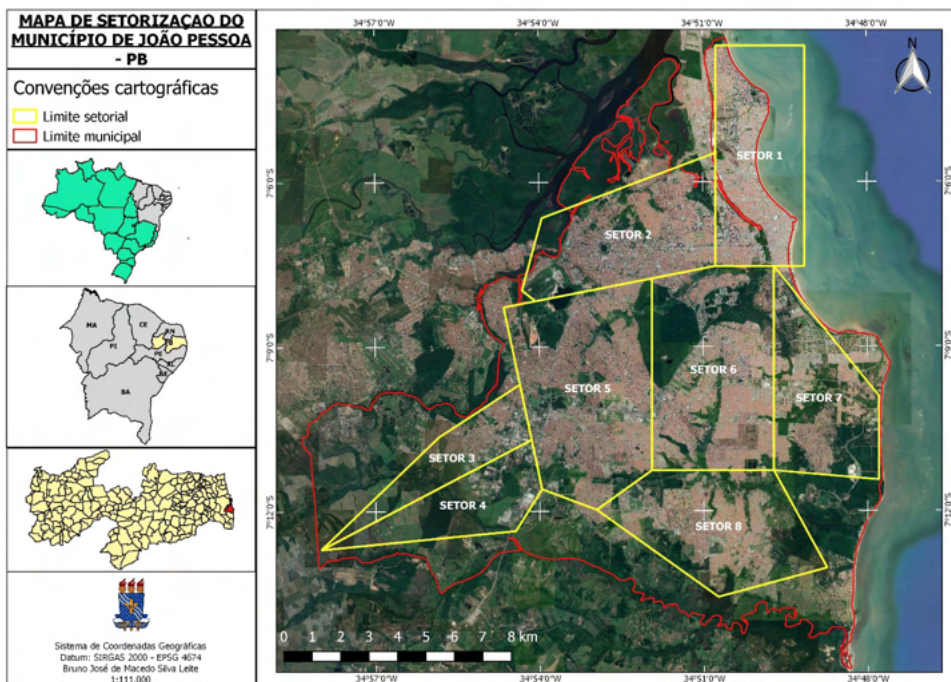 MAPA DE SETORIZAÇAO DO
MUNICÍPIO DE JOÃO PESSOA
- PB
Convenções cartográficas
Limite setorial
Limite municipal
MA
CE
RN
PB
PI
PE
BA
Sistema de Coordenadas Geográficas
Datum: SIRGAS 2000 - EPSG 4674
Bruno José de Macedo Silva Leite
1:111.000
34°57'0"W 34°54'0"W 34°51'0"W 34°48'0"W
N
7°6'0"S 7°6'0"S
7°9'0"S 7°9'0"S
7°12'0"S 7°12'0"S
SETOR 1
SETOR 2
SETOR 6
SETOR 5
SETOR 7
SETOR 3
SETOR 4
SETOR 8
0 1 2 3 4 5 6 7 8 km
34°57'0"W 34°54'0"W 34°51'0"W 34°48'0"W